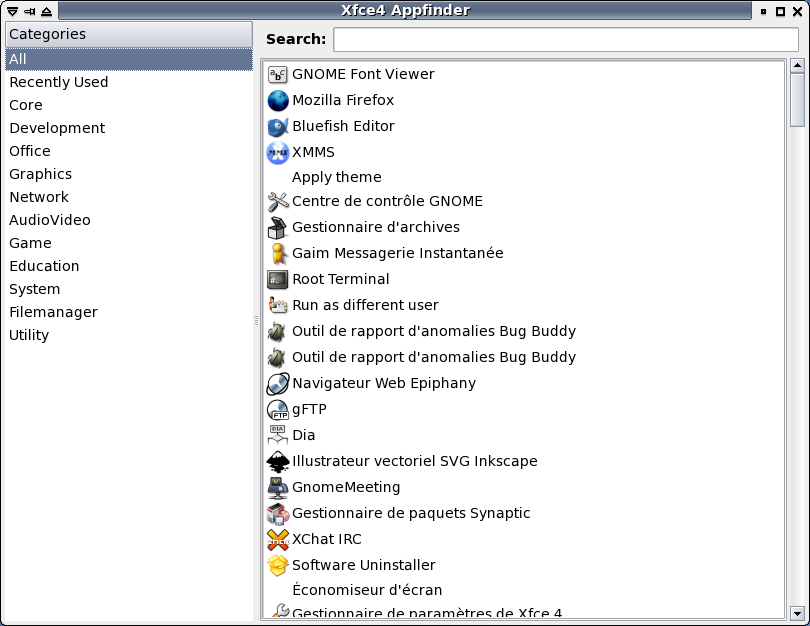 Xfce4 Appfinder
Categories
All
Recently Used
Core
Development
Office
Graphics
Network
AudioVideo
Game
Education
System
Filemanager
Utility
Search:
GNOME Font Viewer
Mozilla Firefox
Bluefish Editor
XMMS
Apply theme
Centre de contrôle GNOME
Gestionnaire d'archives
Gaim Messagerie Instantanée
Root Terminal
Run as different user
Outil de rapport d'anomalies Bug Buddy
Outil de rapport d'anomalies Bug Buddy
Navigateur Web Epiphany
gFTP
Dia
Illustrateur vectoriel SVG Inkscape
GnomeMeeting
Gestionnaire de paquets Synaptic
XChat IRC
Software Uninstaller
Économiseur d'écran
Gestionnaire de paramètres de Xfce 4